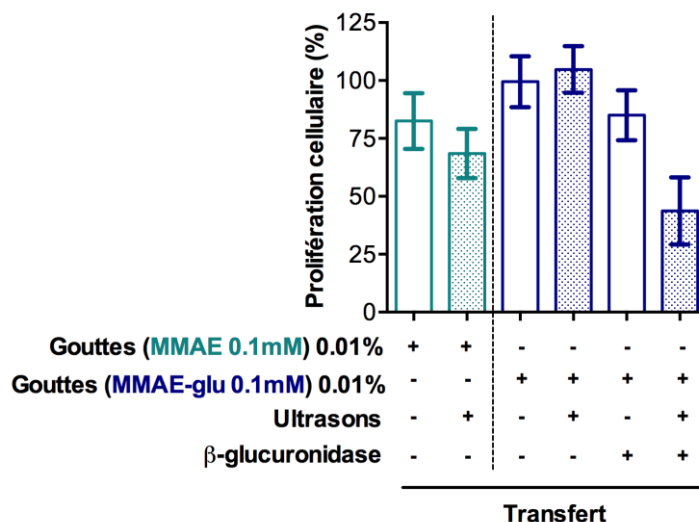 Prolifération cellulaire (%)
125
100
75
50
25
0
Gouttes (MMAE 0.1mM) 0.01% + + - - - -
Gouttes (MMAE-glu 0.1mM) 0.01% - - + + + +
Ultrasons - + - + - +
β-glucuronidase - - - - + +
Transfert